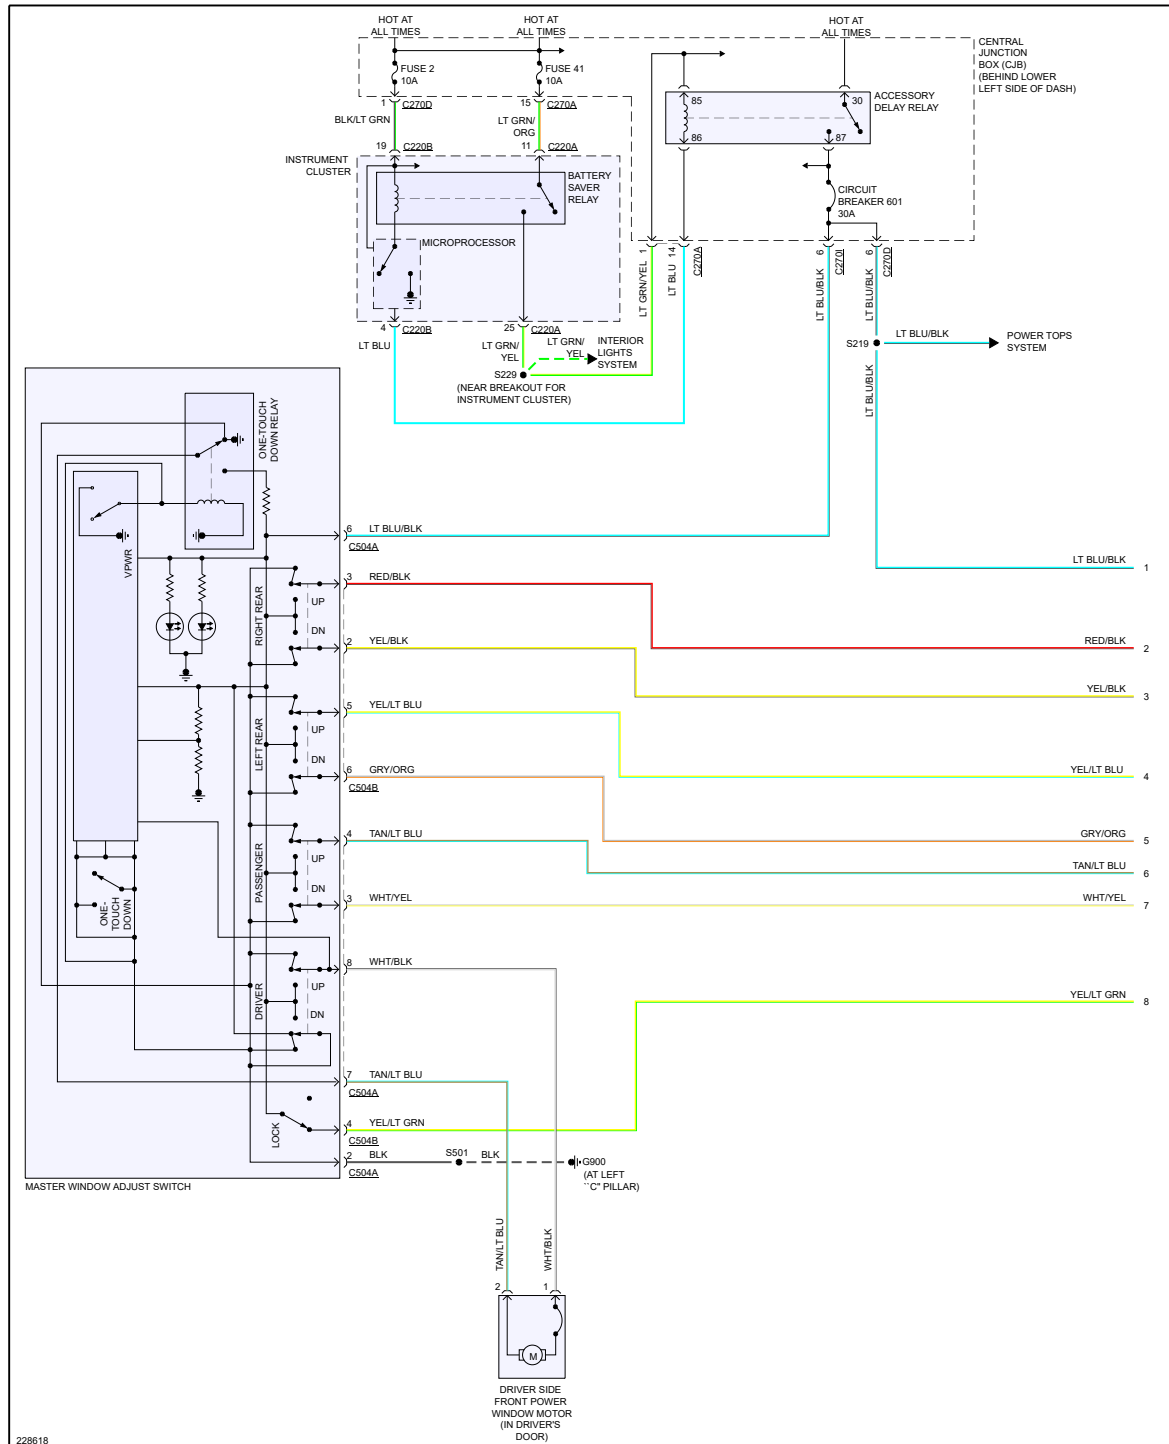 HOT AT
ALL TIMES
HOT AT
ALL TIMES
HOT AT
ALL TIMES
CENTRAL
JUNCTION
BOX (CJB)
(BEHIND LOWER
LEFT SIDE OF DASH)
FUSE 2
10A
FUSE 41
10A
85
30
86
87
ACCESSORY
DELAY RELAY
1
C270D
15
C270A
BLK/LT GRN
LT GRN/
ORG
19
C220B
11
C220A
INSTRUMENT
CLUSTER
BATTERY
SAVER
RELAY
MICROPROCESSOR
CIRCUIT
BREAKER 601
30A
1
14
C270A
6
C270I
6
C270D
LT GRN/YEL
LT BLU
LT BLU/BLK
LT BLU/BLK
4
C220B
25
C220A
LT BLU
LT GRN/
YEL
LT GRN/
YEL
INTERIOR
LIGHTS
SYSTEM
S229
(NEAR BREAKOUT FOR
INSTRUMENT CLUSTER)
S219
LT BLU/BLK
POWER TOPS
SYSTEM
LT BLU/BLK
ONE-TOUCH
DOWN RELAY
VPWR
6
LT BLU/BLK
C504A
LT BLU/BLK
1
RIGHT REAR
UP
DN
3
RED/BLK
RED/BLK
2
2
YEL/BLK
YEL/BLK
3
LEFT REAR
UP
DN
5
YEL/LT BLU
YEL/LT BLU
4
6
GRY/ORG
C504B
GRY/ORG
5
PASSENGER
UP
DN
4
TAN/LT BLU
TAN/LT BLU
6
3
WHT/YEL
WHT/YEL
7
ONE-
TOUCH
DOWN
DRIVER
UP
DN
8
WHT/BLK
YEL/LT GRN
8
7
TAN/LT BLU
C504A
LOCK
4
YEL/LT GRN
C504B
2
BLK
C504A
S501
BLK
G900
(AT LEFT
``C" PILLAR)
MASTER WINDOW ADJUST SWITCH
TAN/LT BLU
WHT/BLK
2
1
M
DRIVER SIDE
FRONT POWER
WINDOW MOTOR
(IN DRIVER'S
DOOR)
228618